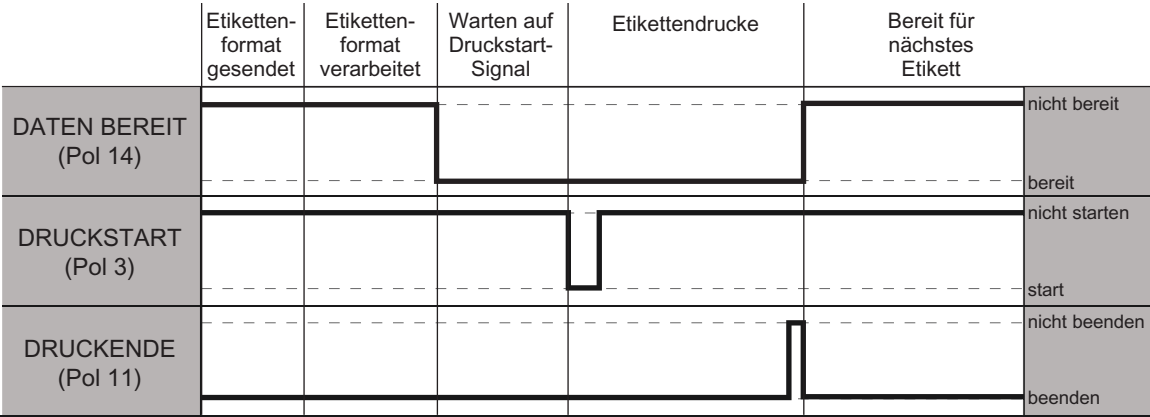 Etiketten-
format
gesendet
Etiketten-
format
verarbeitet
Warten auf
Druckstart-
Signal
Etikettendrucke
Bereit für
nächstes
Etikett
DATEN BEREIT
(Pol 14)
nicht bereit
bereit
DRUCKSTART
(Pol 3)
nicht starten
start
DRUCKENDE
(Pol 11)
nicht beenden
beenden